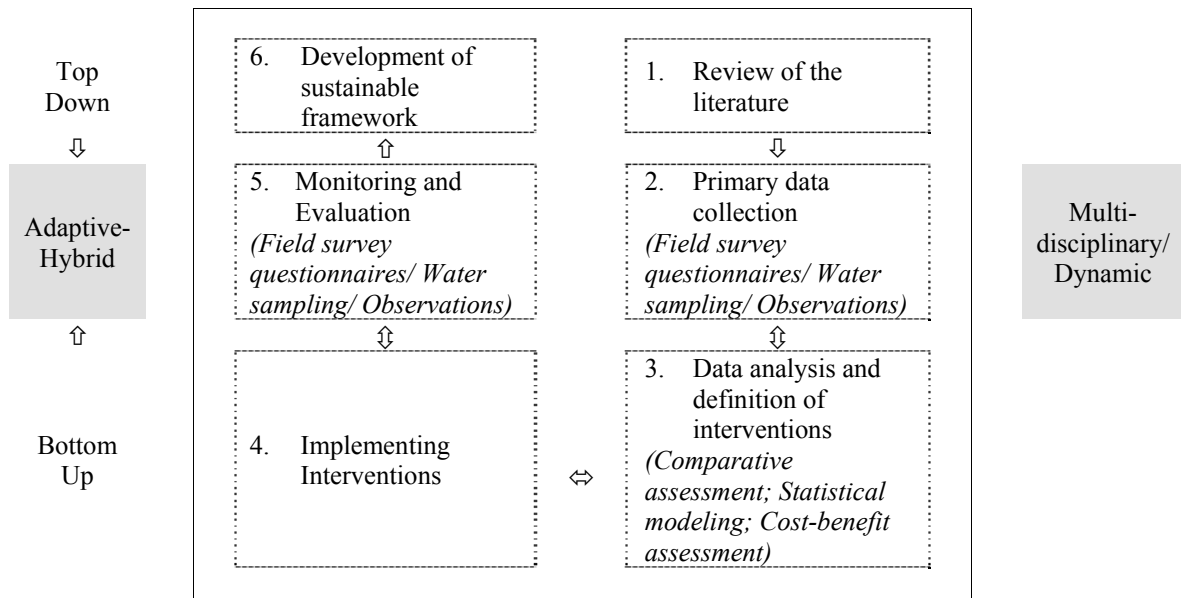 Top
Down
⇩
Adaptive-
Hybrid
⇧
Bottom
Up
6. Development of
sustainable
framework
⇧
5. Monitoring and
Evaluation
(Field survey
questionnaires/ Water
sampling/ Observations)
⇕
4. Implementing
Interventions
⬄
1. Review of the
literature
⇩
2. Primary data
collection
(Field survey
questionnaires/ Water
sampling/ Observations)
⇕
3. Data analysis and
definition of
interventions
(Comparative
assessment; Statistical
modeling; Cost-benefit
assessment)
Multi-
disciplinary/
Dynamic